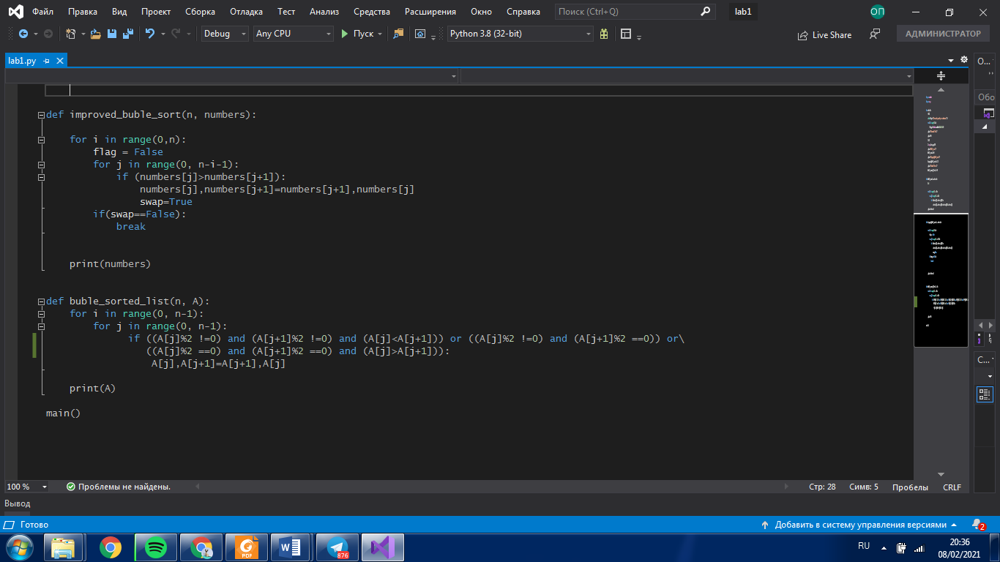 Файл Правка Вид Проект Сборка Отладка Тест Анализ Средства Расширения Окно Справка Поиск (Ctrl+Q) lab1 ОП
Debug Any CPU Пуск Python 3.8 (32-bit) Live Share АДМИНИСТРАТОР
lab1.py О...
Обо
def improved_buble_sort(n, numbers):
for i in range(0,n):
flag = False
for j in range(0, n-i-1):
if (numbers[j]>numbers[j+1]):
numbers[j],numbers[j+1]=numbers[j+1],numbers[j]
swap=True
if(swap==False):
break
print(numbers)
def buble_sorted_list(n, A):
for i in range(0, n-1):
for j in range(0, n-1):
if ((A[j]%2 !=0) and (A[j+1]%2 !=0) and (A[j]<A[j+1])) or ((A[j]%2 !=0) and (A[j+1]%2 ==0)) or\
((A[j]%2 ==0) and (A[j+1]%2 ==0) and (A[j]>A[j+1])):
A[j],A[j+1]=A[j+1],A[j]
С...
print(A)
main()
100 % Проблемы не найдены. Стр: 28 Симв: 5 Пробелы CRLF
Вывод
Готово Добавить в систему управления версиями 2
PDF W 876 RU 20:36
08/02/2021